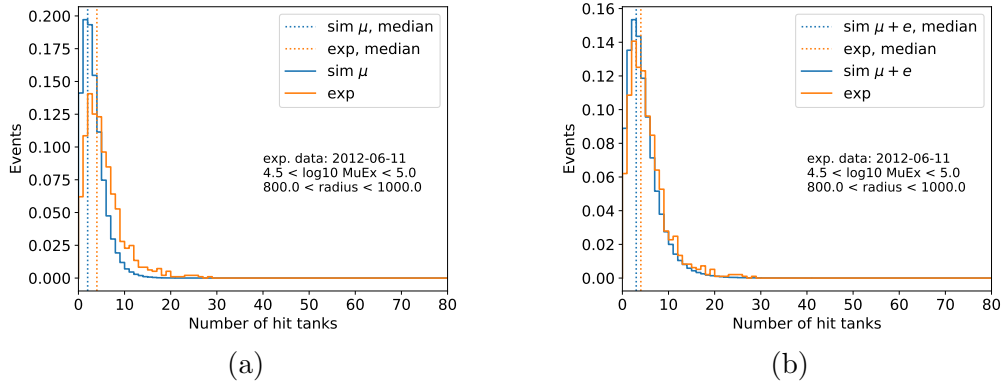 0.200
0.175
0.150
0.125
0.100
0.075
0.050
0.025
0.000
Events
sim μ, median
exp, median
sim μ
exp
exp. data: 2012-06-11
4.5 < log10 MuEx < 5.0
800.0 < radius < 1000.0
0 10 20 30 40 50 60 70 80
Number of hit tanks
(a)
0.16
0.14
0.12
0.10
0.08
0.06
0.04
0.02
0.00
Events
sim μ + e, median
exp, median
sim μ + e
exp
exp. data: 2012-06-11
4.5 < log10 MuEx < 5.0
800.0 < radius < 1000.0
0 10 20 30 40 50 60 70 80
Number of hit tanks
(b)